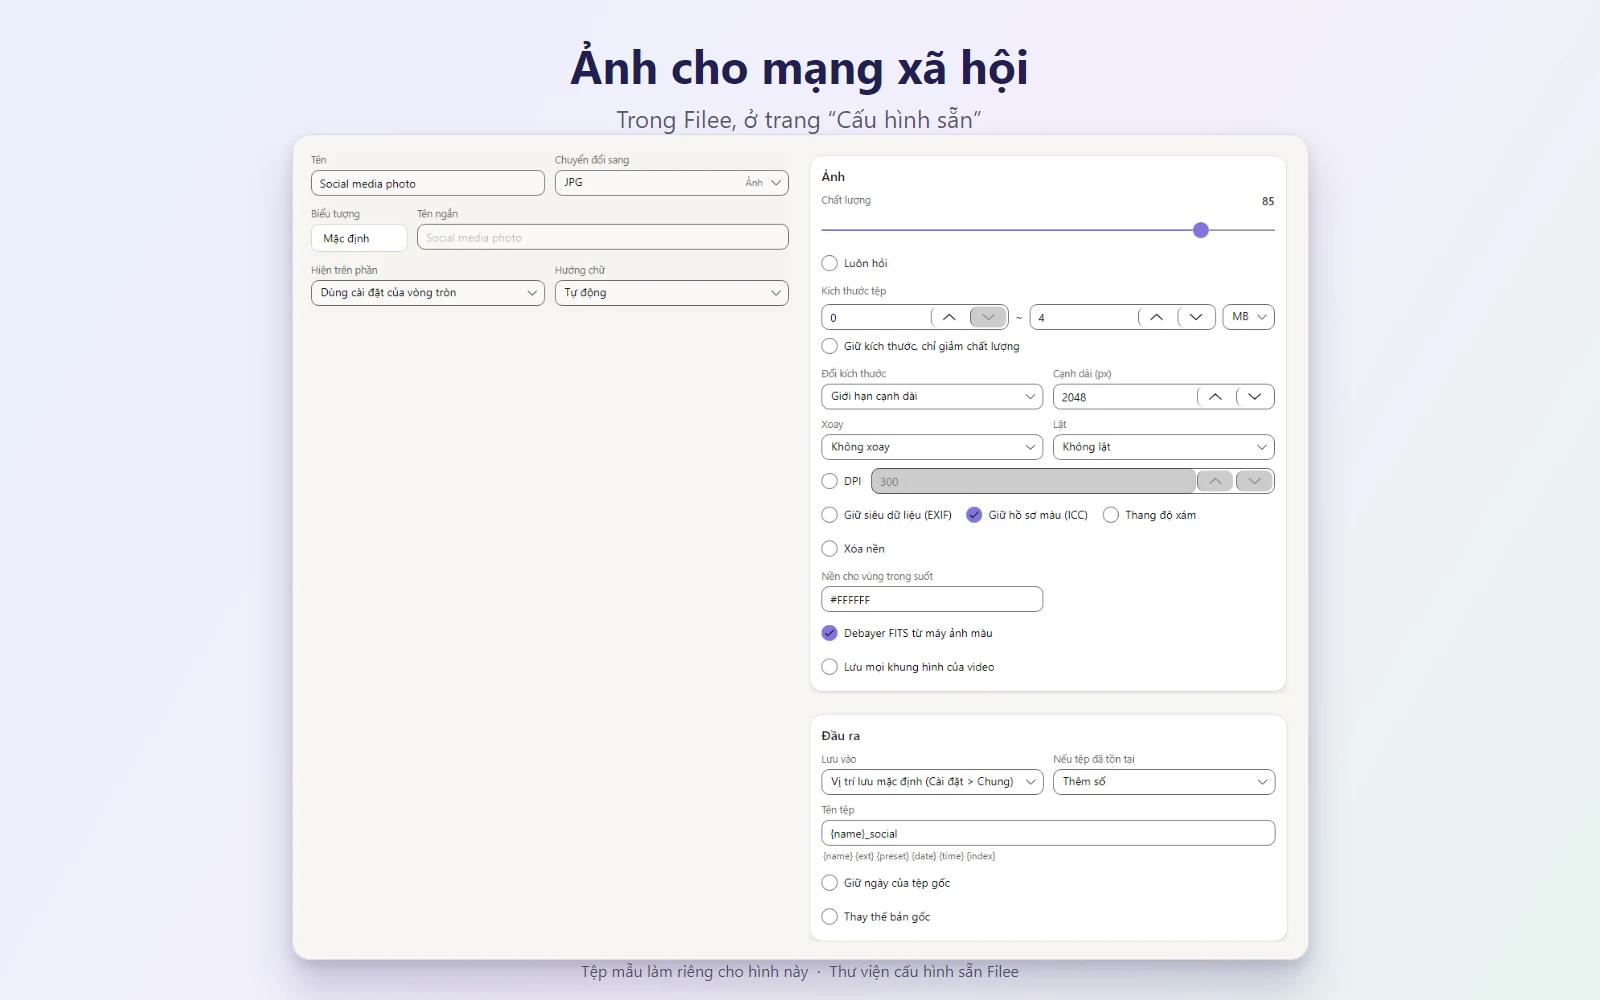 Ảnh cho mạng xã hội
Trong Filee, ở trang “Cấu hình sẵn”
Tên
Social media photo
Chuyển đổi sang
JPG Ảnh
Biểu tượng
Mặc định
Tên ngắn
Social media photo
Hiện trên phần
Dùng cài đặt của vòng tròn
Hướng chữ
Tự động
Ảnh
Chất lượng 85
Luôn hỏi
Kích thước tệp
0 ~ 4 MB
Giữ kích thước, chỉ giảm chất lượng
Đổi kích thước
Giới hạn cạnh dài
Cạnh dài (px)
2048
Xoay
Không xoay
Lật
Không lật
DPI 300
Giữ siêu dữ liệu (EXIF) Giữ hồ sơ màu (ICC) Thang độ xám
Xóa nền
Nền cho vùng trong suốt
#FFFFFF
Debayer FITS từ máy ảnh màu
Lưu mọi khung hình của video
Đầu ra
Lưu vào
Vị trí lưu mặc định (Cài đặt > Chung)
Nếu tệp đã tồn tại
Thêm số
Tên tệp
{name}_social
{name} {ext} {preset} {date} {time} {index}
Giữ ngày của tệp gốc
Thay thế bản gốc
Tệp mẫu làm riêng cho hình này · Thư viện cấu hình sẵn Filee